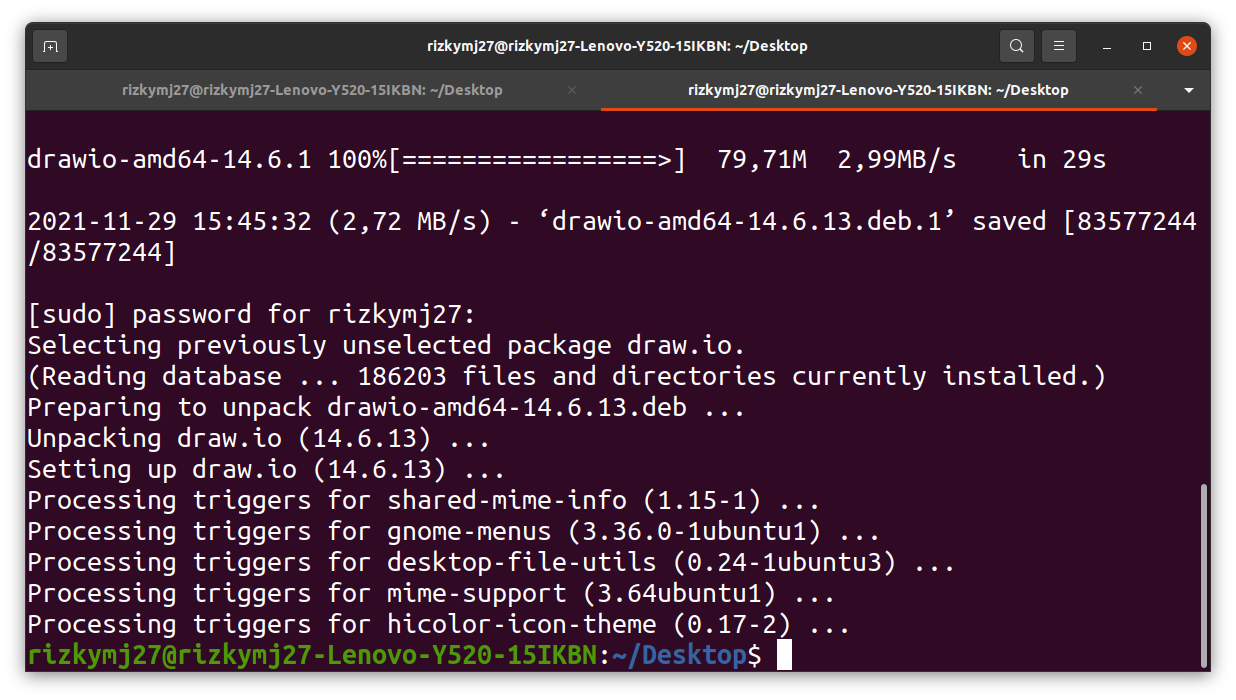 rizkymj27@rizkymj27-Lenovo-Y520-15IKBN: ~/Desktop
rizkymj27@rizkymj27-Lenovo-Y520-15IKBN: ~/Desktop
rizkymj27@rizkymj27-Lenovo-Y520-15IKBN: ~/Desktop
drawio-amd64-14.6.1 100%[=================>]  79,71M  2,99MB/s    in 29s
2021-11-29 15:45:32 (2,72 MB/s) - ‘drawio-amd64-14.6.13.deb.1’ saved [83577244
/83577244]
[sudo] password for rizkymj27:
Selecting previously unselected package draw.io.
(Reading database ... 186203 files and directories currently installed.)
Preparing to unpack drawio-amd64-14.6.13.deb ...
Unpacking draw.io (14.6.13) ...
Setting up draw.io (14.6.13) ...
Processing triggers for shared-mime-info (1.15-1) ...
Processing triggers for gnome-menus (3.36.0-1ubuntu1) ...
Processing triggers for desktop-file-utils (0.24-1ubuntu3) ...
Processing triggers for mime-support (3.64ubuntu1) ...
Processing triggers for hicolor-icon-theme (0.17-2) ...
rizkymj27@rizkymj27-Lenovo-Y520-15IKBN:~/Desktop$